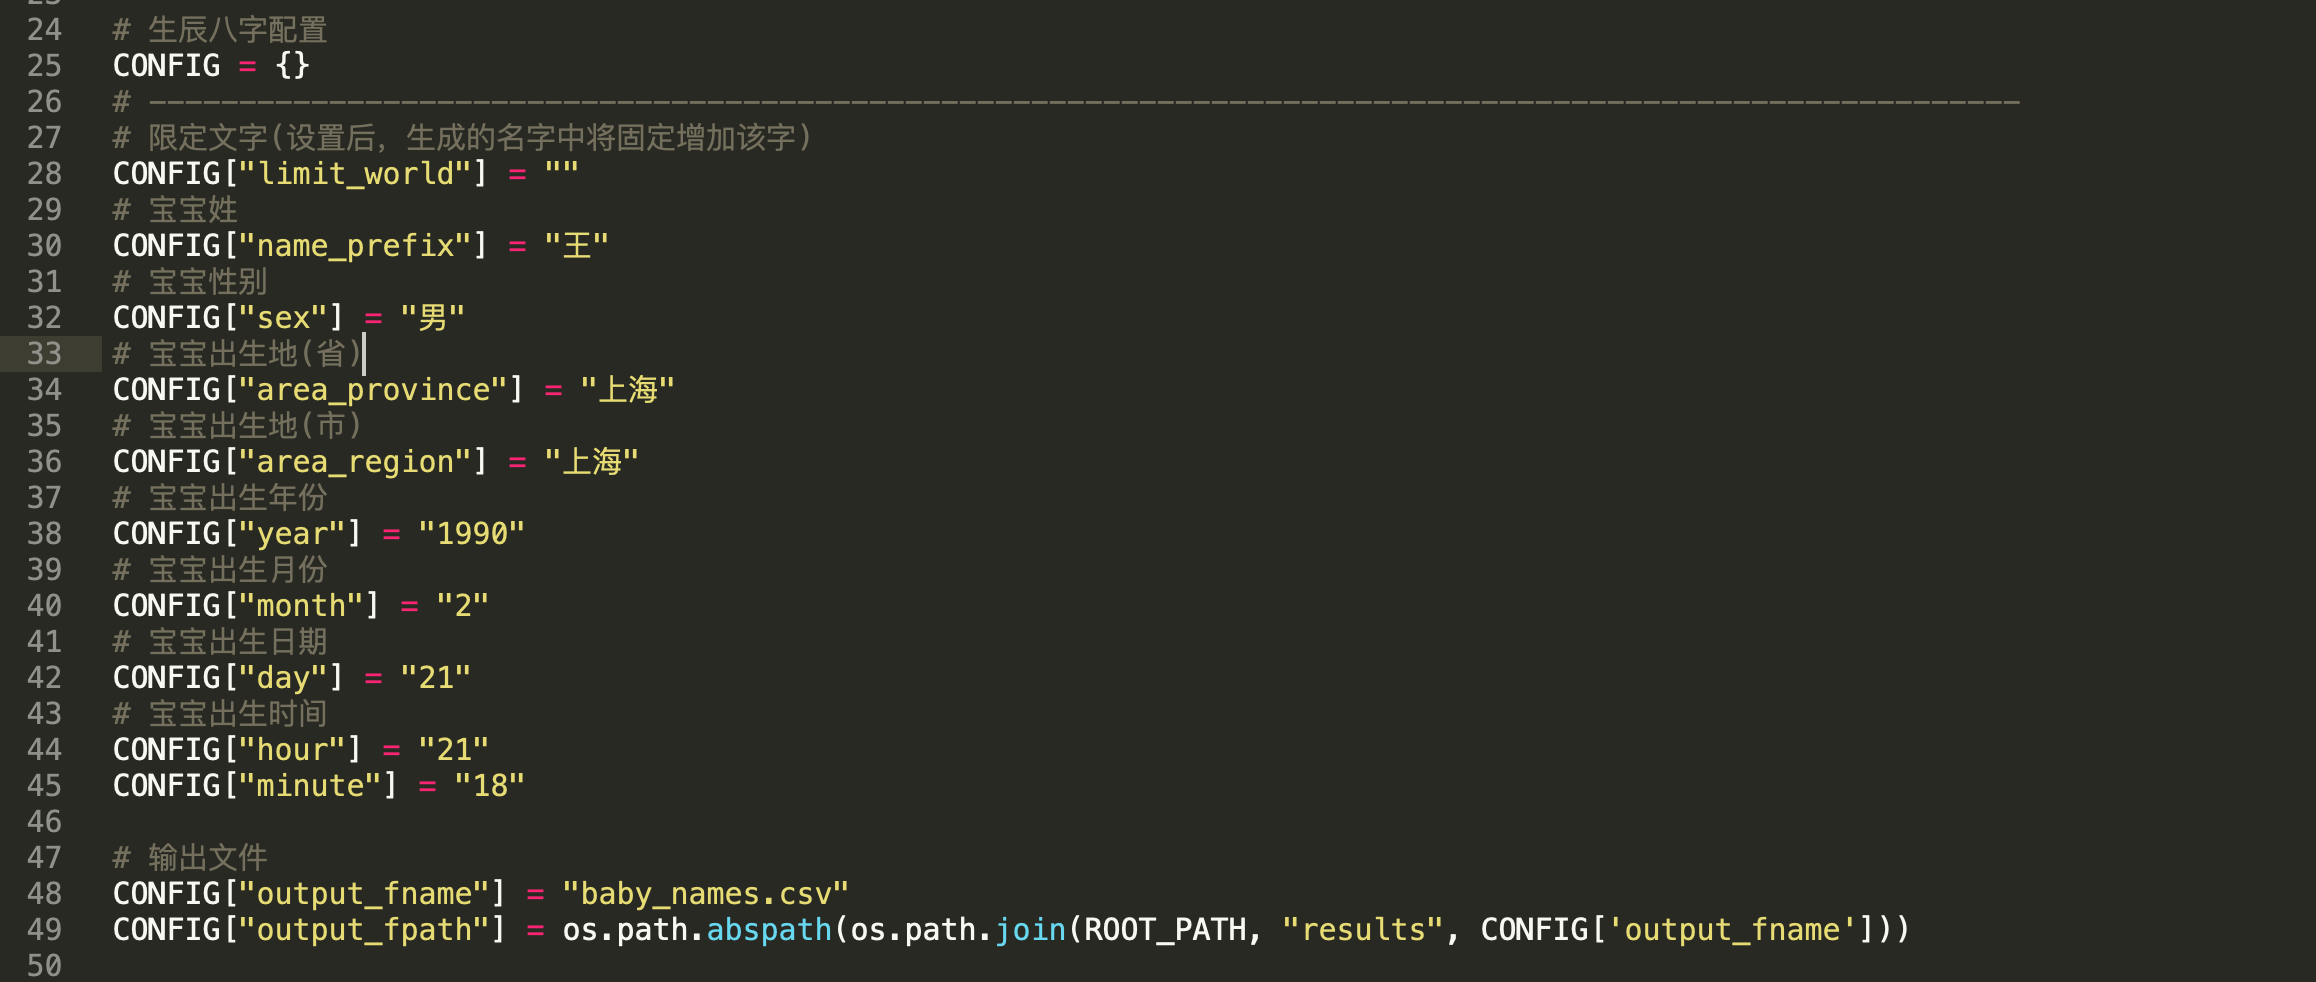 24 # 生辰八字配置
25 CONFIG = {}
26 # --------------------------------------------------------------------------------------------------------
27 # 限定文字(设置后，生成的名字中将固定增加该字)
28 CONFIG["limit_world"] = ""
29 # 宝宝姓
30 CONFIG["name_prefix"] = "王"
31 # 宝宝性别
32 CONFIG["sex"] = "男"
33 # 宝宝出生地(省)
34 CONFIG["area_province"] = "上海"
35 # 宝宝出生地(市)
36 CONFIG["area_region"] = "上海"
37 # 宝宝出生年份
38 CONFIG["year"] = "1990"
39 # 宝宝出生月份
40 CONFIG["month"] = "2"
41 # 宝宝出生日期
42 CONFIG["day"] = "21"
43 # 宝宝出生时间
44 CONFIG["hour"] = "21"
45 CONFIG["minute"] = "18"
46
47 # 输出文件
48 CONFIG["output_fname"] = "baby_names.csv"
49 CONFIG["output_fpath"] = os.path.abspath(os.path.join(ROOT_PATH, "results", CONFIG['output_fname']))
50